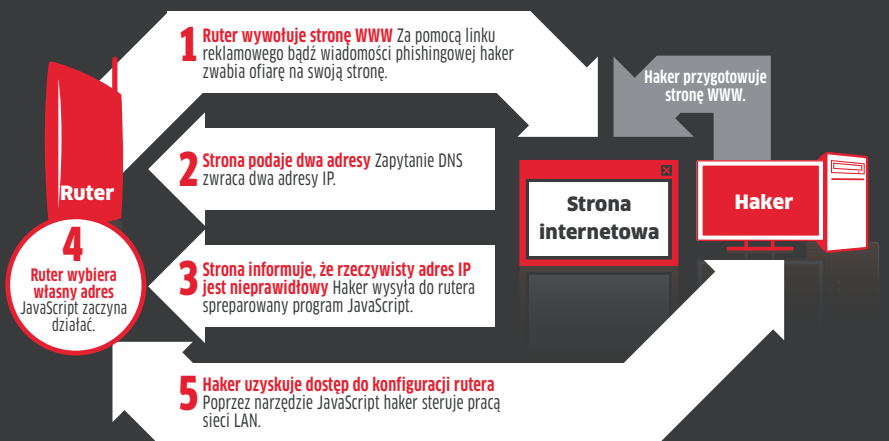 1 Ruter wywołuje stronę WWW Za pomocą linku
reklamowego bądź wiadomości phishingowej haker
zwabia ofiarę na swoją stronę.
Haker przygotowuje
stronę WWW.
2 Strona podaje dwa adresy Zapytanie DNS
zwraca dwa adresy IP.
Ruter
Strona
internetowa
Haker
4
Ruter wybiera
własny adres
JavaScript zaczyna
działać.
3 Strona informuje, że rzeczywisty adres IP
jest nieprawidłowy Haker wysyła do rutera
spreparowany program JavaScript.
5 Haker uzyskuje dostęp do konfiguracji rutera
Poprzez narzędzie JavaScript haker steruje pracą
sieci LAN.